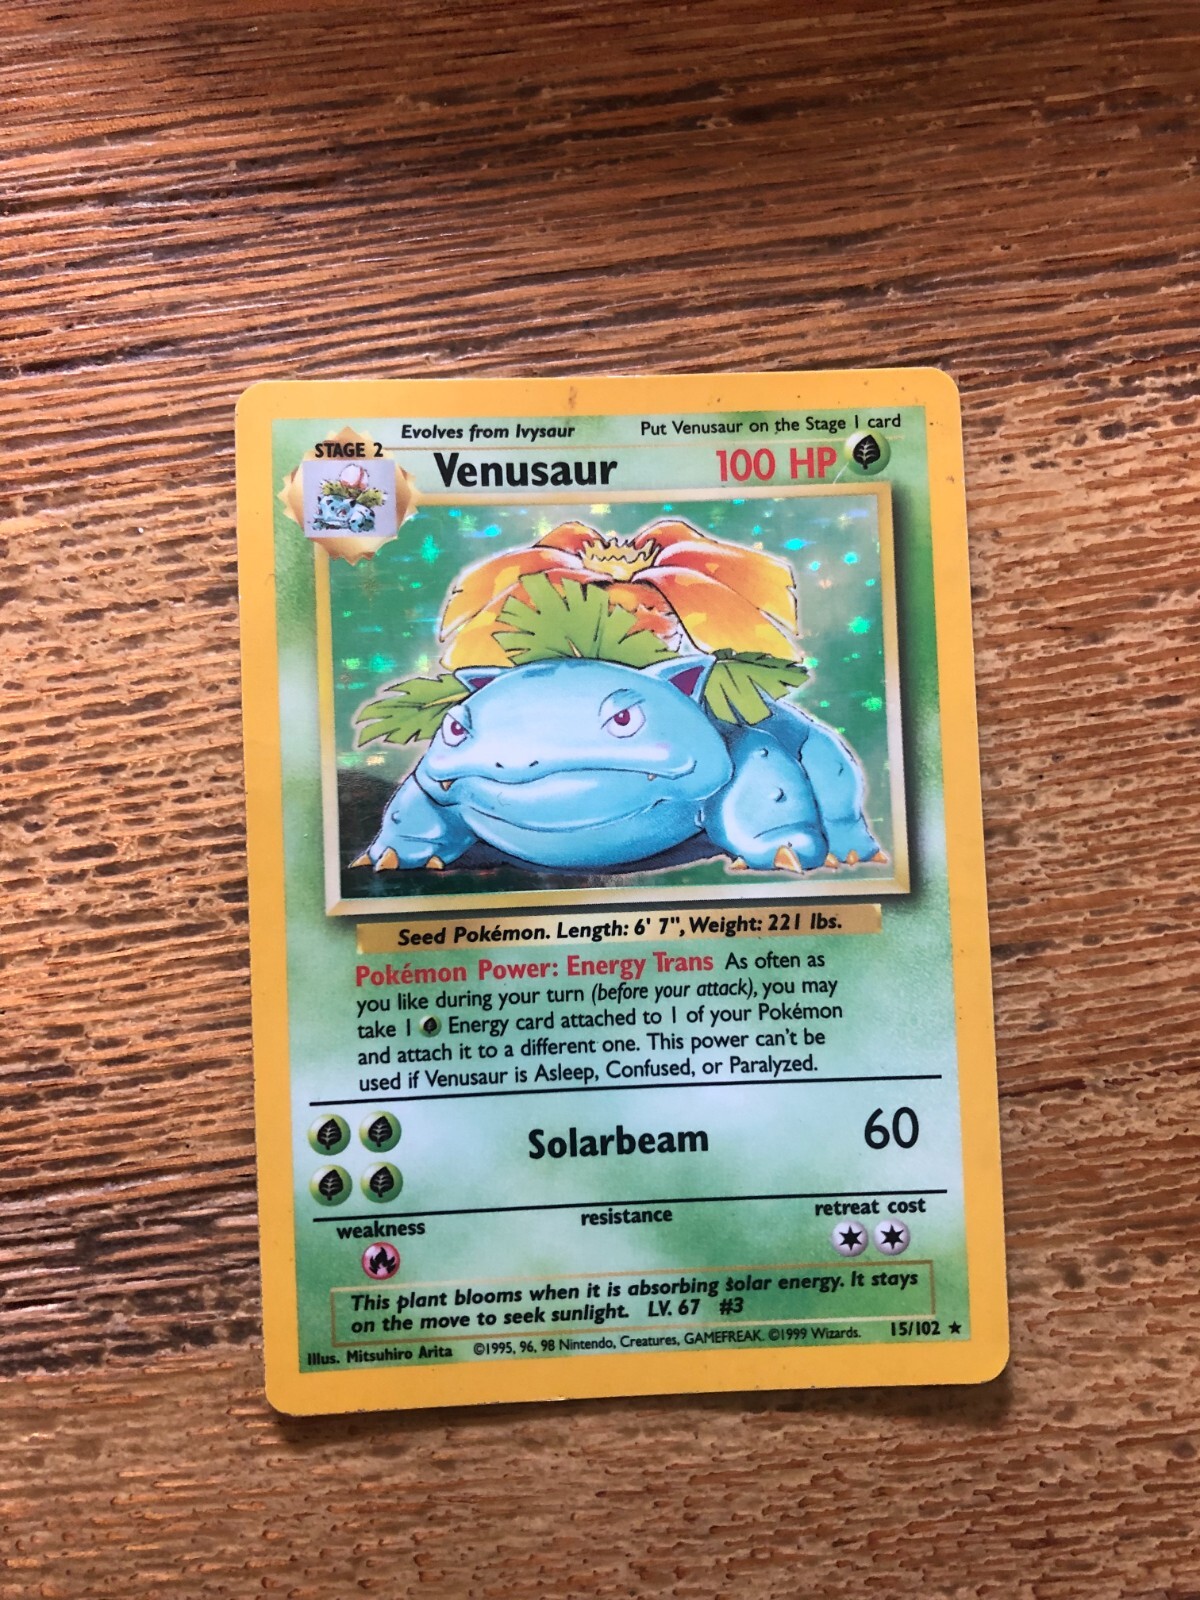 Evolves from Ivysaur Put Venusaur on the Stage 1 card
STAGE 2
Venusaur 100 HP
Seed Pokémon. Length: 6' 7", Weight: 221 lbs.
Pokémon Power: Energy Trans As often as
you like during your turn (before your attack), you may
take 1 Energy card attached to 1 of your Pokémon
and attach it to a different one. This power can't be
used if Venusaur is Asleep, Confused, or Paralyzed.
Solarbeam 60
weakness resistance retreat cost
This plant blooms when it is absorbing solar energy. It stays
on the move to seek sunlight. LV. 67 #3
Illus. Mitsuhiro Arita ©1995, 96, 98 Nintendo, Creatures, GAMEFREAK. ©1999 Wizards. 15/102 ★